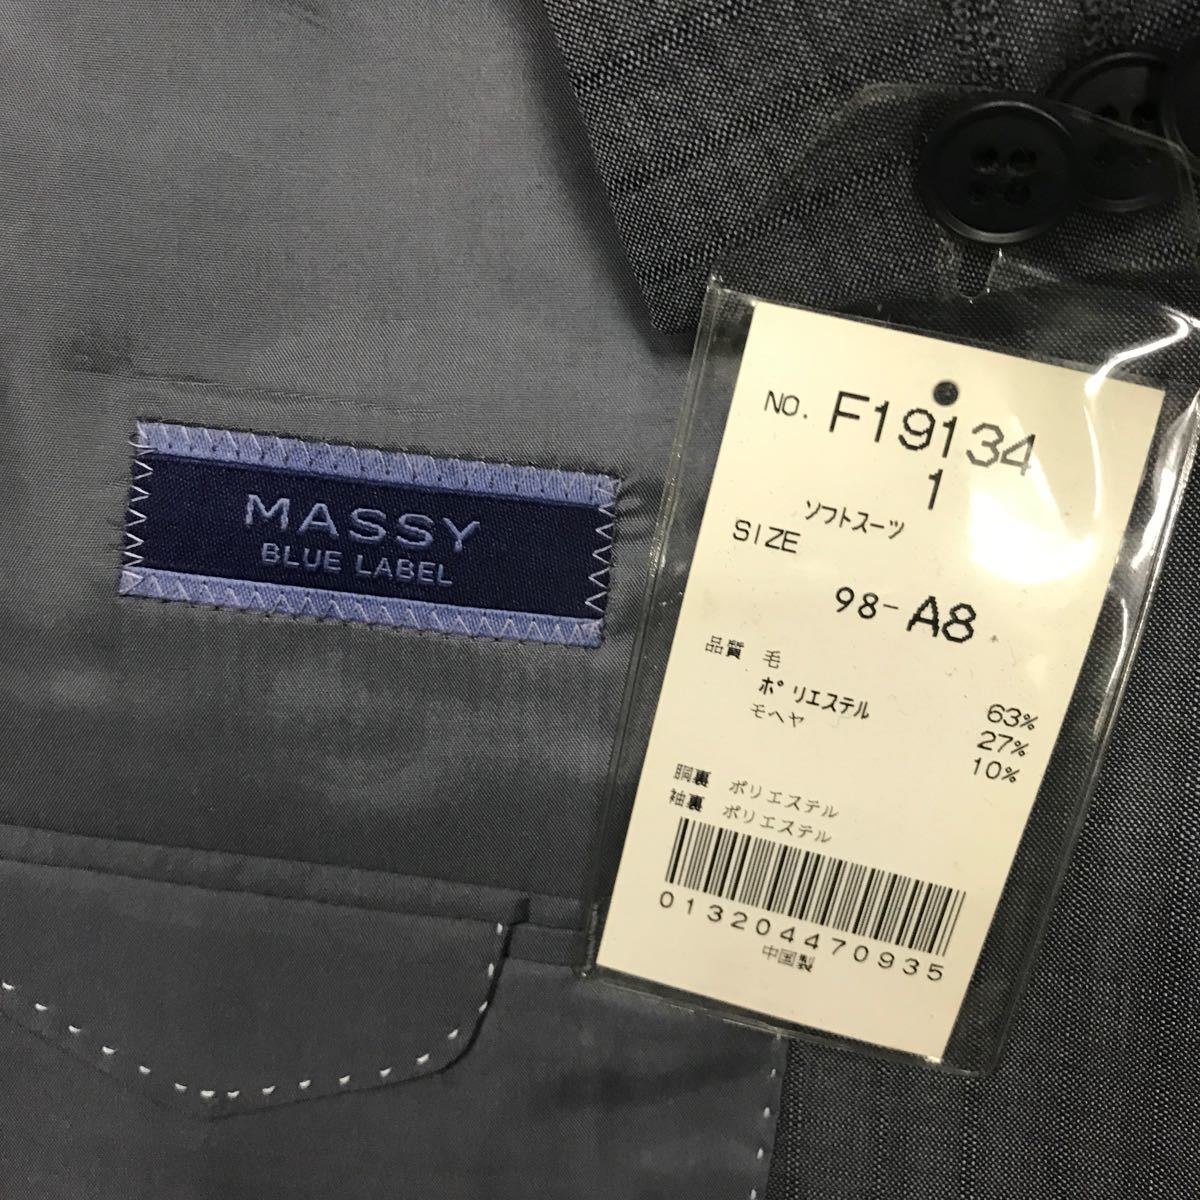 MASSY
BLUE LABEL
NO. F19134
1
ソフトスーツ
SIZE
98-A8
品質 毛 63%
ポリエステル 27%
モヘヤ 10%
胴裏 ポリエステル
袖裏 ポリエステル
0132044470935
中国製